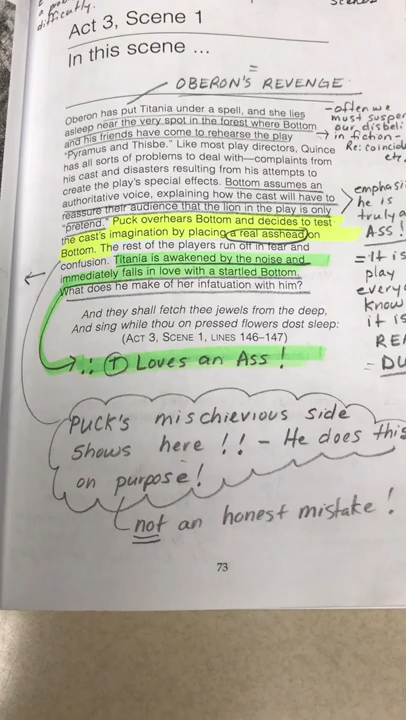 difficultly.
Act 3, Scene 1
In this scene ...
=
OBERON'S REVENGE
Oberon has put Titania under a spell, and she lies
asleep near the very spot in the forest where Bottom
and his friends have come to rehearse the play
"Pyramus and Thisbe." Like most play directors, Quince
has all sorts of problems to deal with—complaints from
his cast and disasters resulting from his attempts to
create the play's special effects. Bottom assumes an
authoritative voice, explaining how the cast will have to
reassure their audience that the lion in the play is only
"pretend." Puck overhears Bottom and decides to test
the cast's imagination by placing a real asshead on
Bottom. The rest of the players run off in fear and
confusion. Titania is awakened by the noise and
immediately falls in love with a startled Bottom.
What does he make of her infatuation with him?
- often we
must suspen
our disbeli
→ in fiction -
Re: coincid
etc,
emphasi
he is
truly a
ASS!
= It is
play
every
know
it is
REA
= DU
And they shall fetch thee jewels from the deep,
And sing while thou on pressed flowers dost sleep:
(ACT 3, SCENE 1, LINES 146–147)
→ ∴ T Loves an Ass!
PUCK'S mischievious side
shows here !! - He does this
on purpose!
not an honest mistake!
73